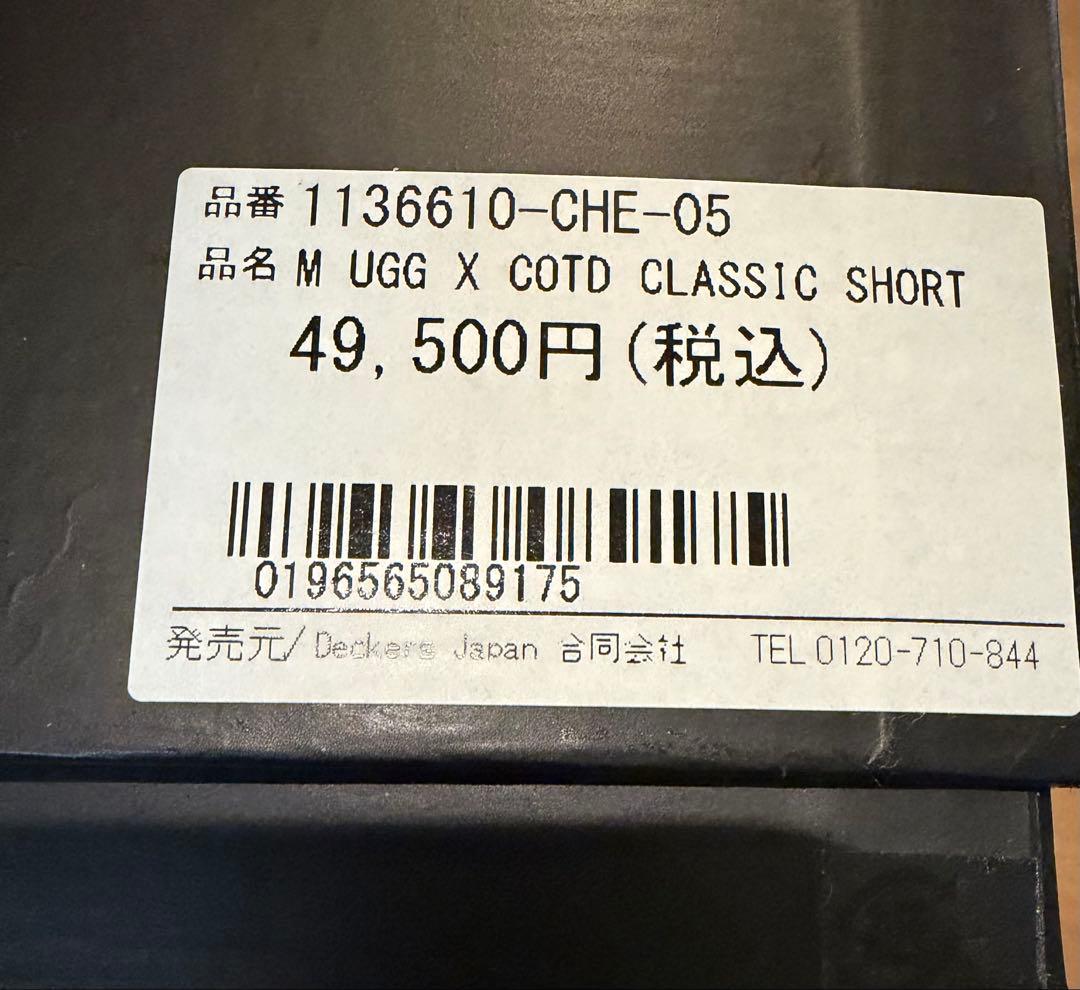 品番 1136610-CHE-05
品名 M UGG X COTD CLASSIC SHORT
49,500円(税込)
0196565089175
発売元/Deckers Japan 合同会社 TEL 0120-710-844